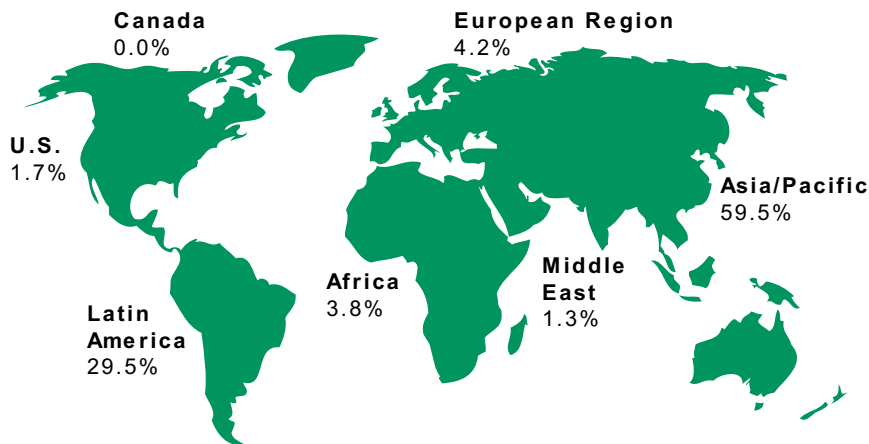 Canada
0.0%
European Region
4.2%
U.S.
1.7%
Asia/Pacific
59.5%
Africa
3.8%
Middle
East
1.3%
Latin
America
29.5%